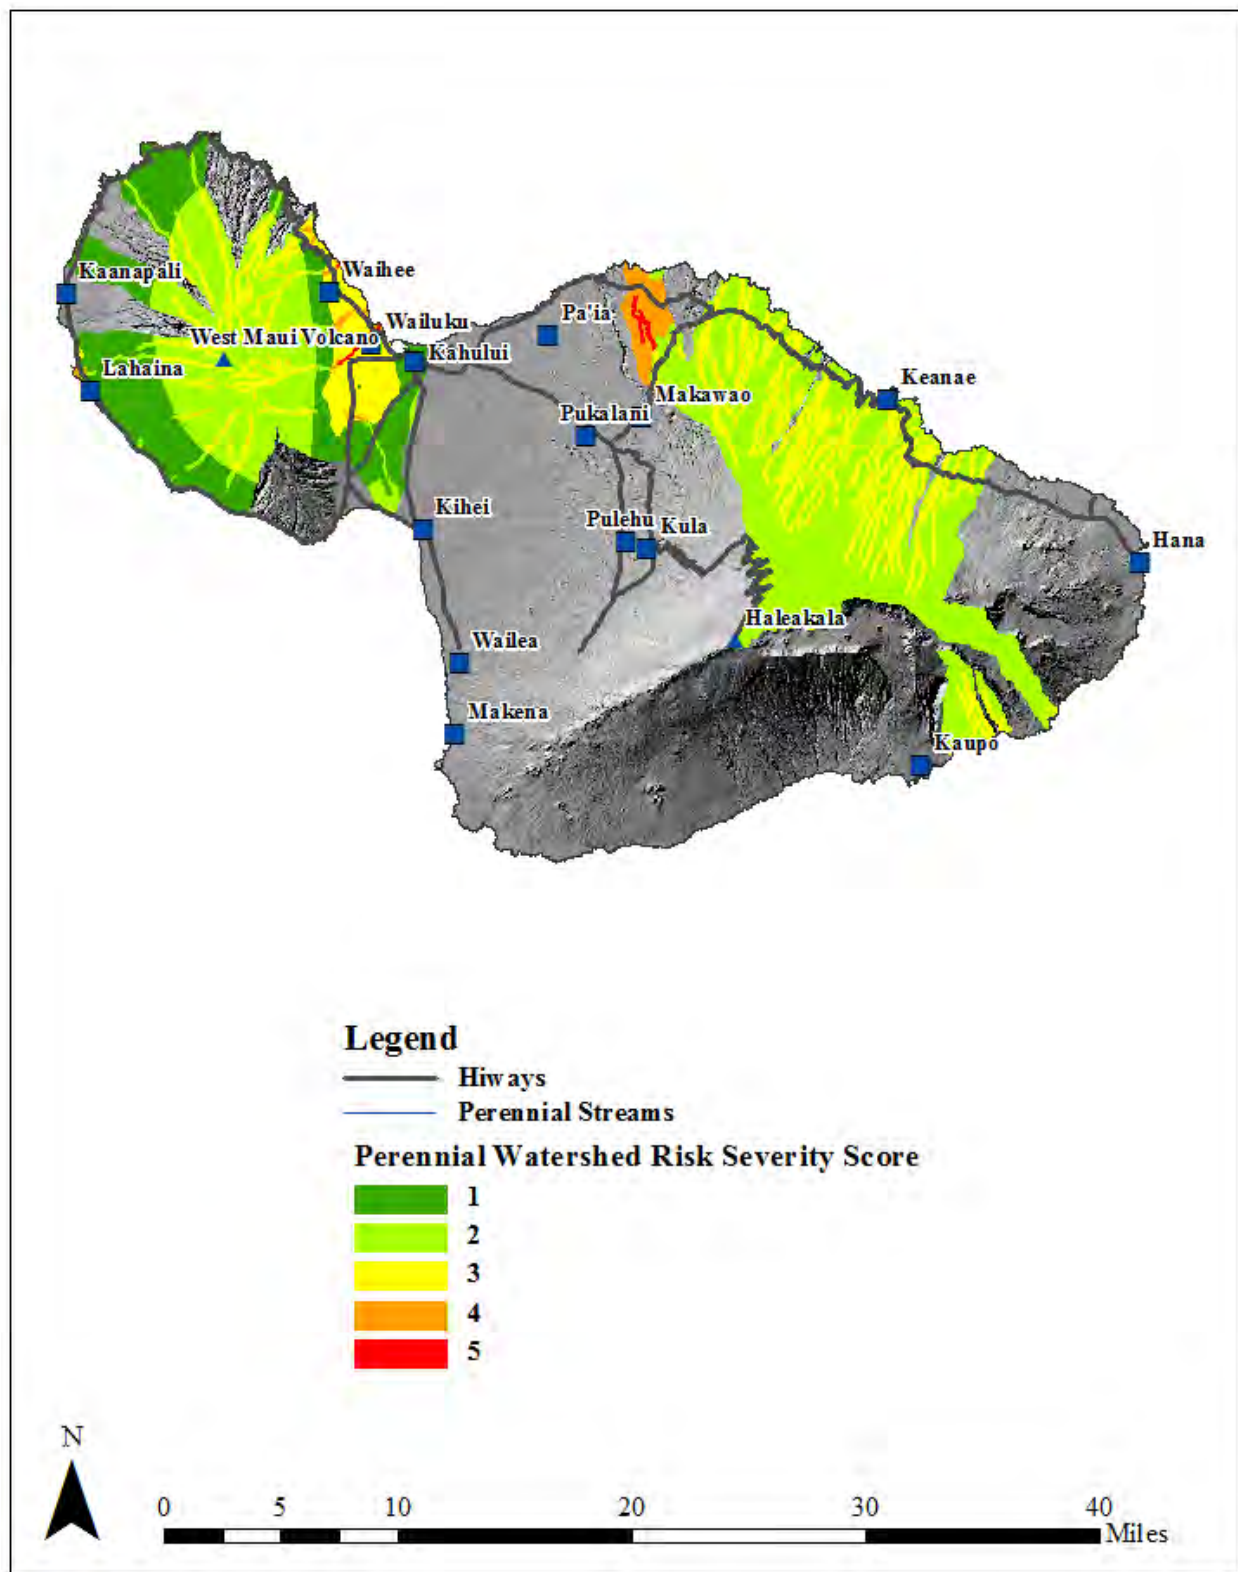 Waihee
Kaanapali
Wailuku
West Maui Volcano
Pa'ia
Kahului
Lahaina
Keanae
Makawao
Pukalani
Kihei
Pulehu
Kula
Hana
Haleakala
Wailea
Makena
Kaupo
Legend
Hiways
Perennial Streams
Perennial Watershed Risk Severity Score
1
2
3
4
5
N
0 5 10 20 30 40
Miles